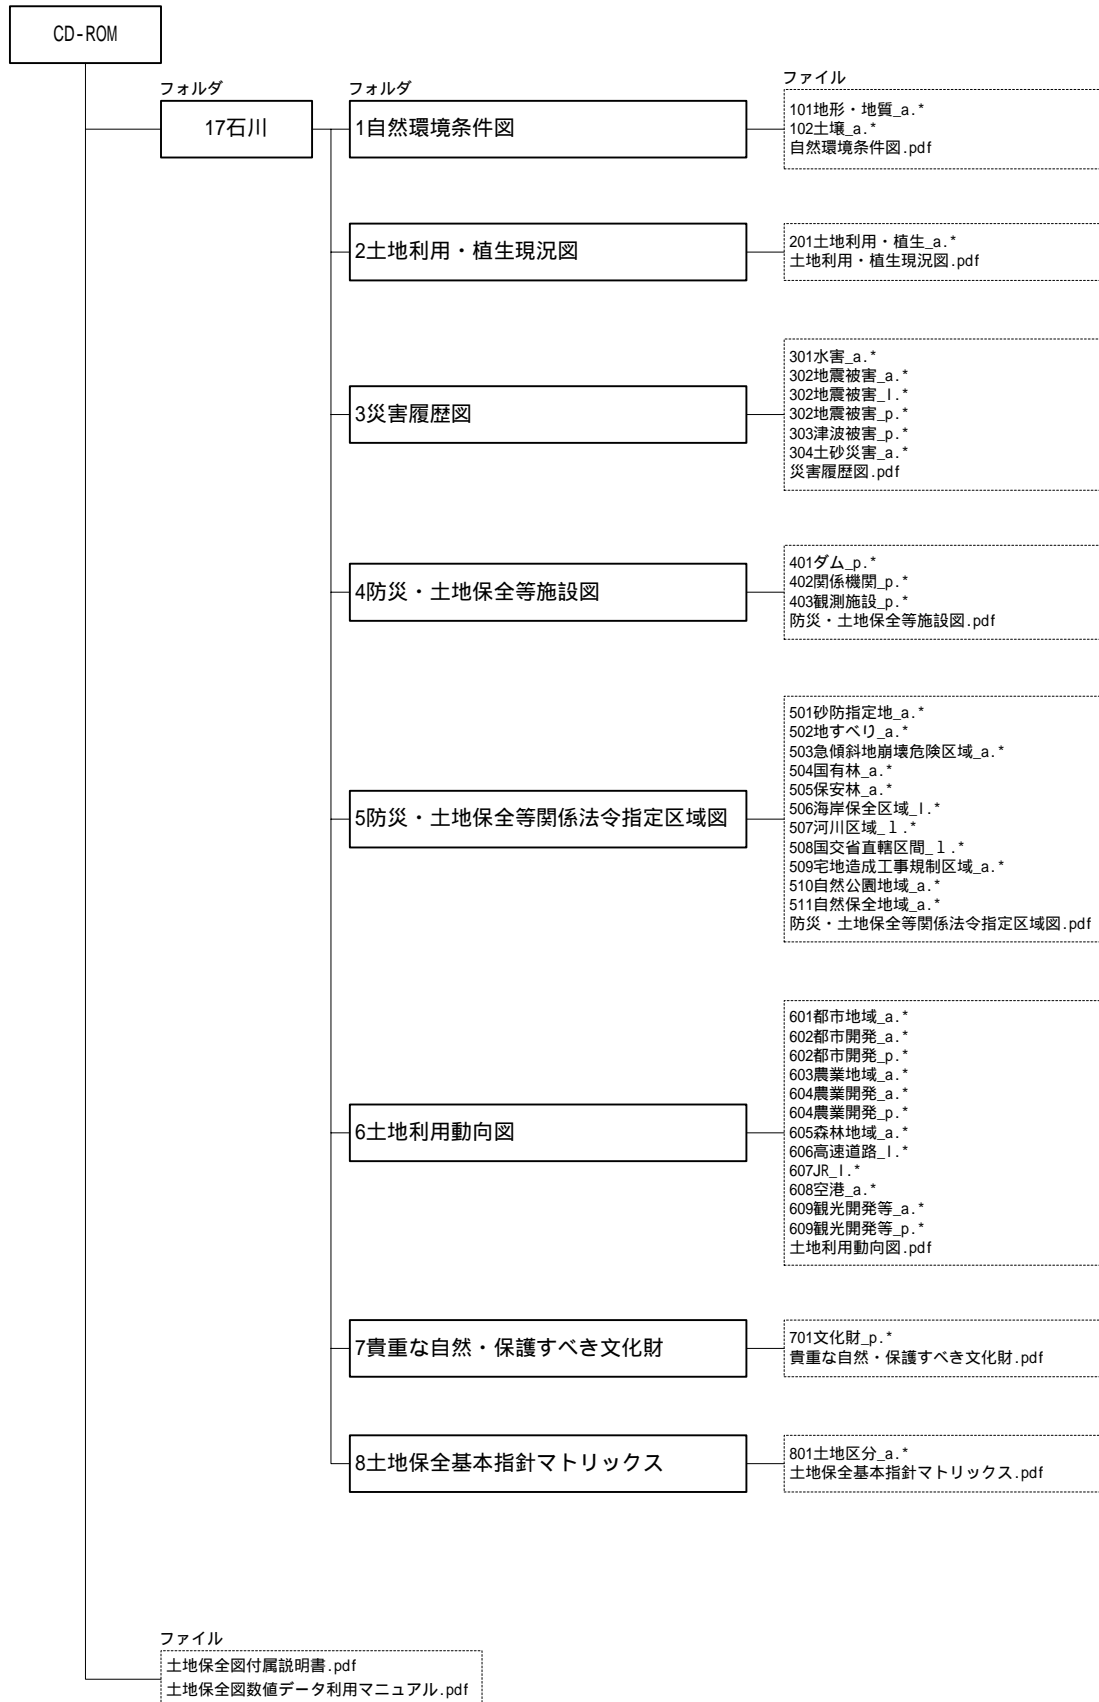 CD-ROM
フォルダ
17石川
フォルダ
1自然環境条件図
ファイル
101地形・地質_a.*
102土壌_a.*
自然環境条件図.pdf
2土地利用・植生現況図
201土地利用・植生_a.*
土地利用・植生現況図.pdf
3災害履歴図
301水害_a.*
302地震被害_a.*
302地震被害_l.*
302地震被害_p.*
303津波被害_p.*
304土砂災害_a.*
災害履歴図.pdf
4防災・土地保全等施設図
401ダム_p.*
402関係機関_p.*
403観測施設_p.*
防災・土地保全等施設図.pdf
5防災・土地保全等関係法令指定区域図
501砂防指定地_a.*
502地すべり_a.*
503急傾斜地崩壊危険区域_a.*
504国有林_a.*
505保安林_a.*
506海岸保全区域_l.*
507河川区域_ｌ.*
508国交省直轄区間_ｌ.*
509宅地造成工事規制区域_a.*
510自然公園地域_a.*
511自然保全地域_a.*
防災・土地保全等関係法令指定区域図.pdf
6土地利用動向図
601都市地域_a.*
602都市開発_a.*
602都市開発_p.*
603農業地域_a.*
604農業開発_a.*
604農業開発_p.*
605森林地域_a.*
606高速道路_l.*
607JR_l.*
608空港_a.*
609観光開発等_a.*
609観光開発等_p.*
土地利用動向図.pdf
7貴重な自然・保護すべき文化財
701文化財_p.*
貴重な自然・保護すべき文化財.pdf
8土地保全基本指針マトリックス
801土地区分_a.*
土地保全基本指針マトリックス.pdf
ファイル
土地保全図付属説明書.pdf
土地保全図数値データ利用マニュアル.pdf